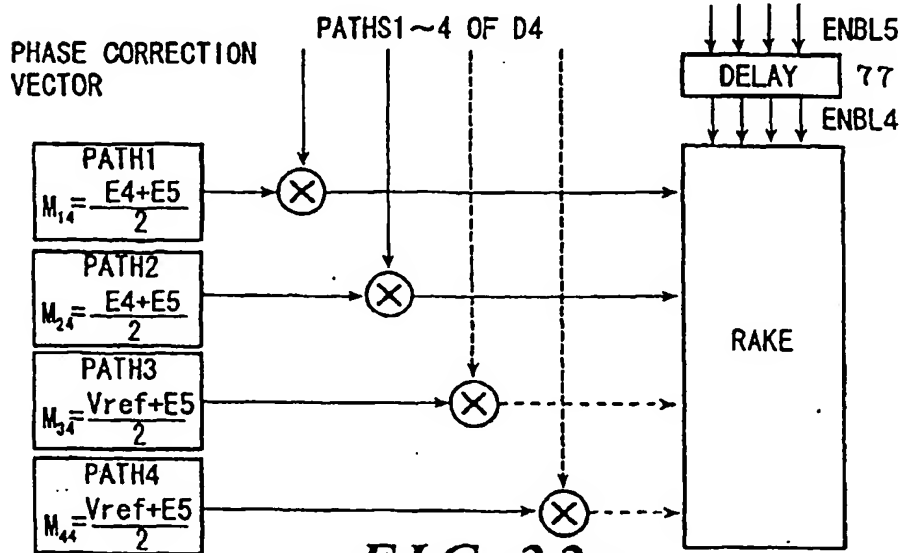 PHASE CORRECTION
VECTOR
PATHS1~4 OF D4
ENBL5
DELAY 77
ENBL4
PATH1
M₁₄=E4+E5/2
PATH2
M₂₄=E4+E5/2
PATH3
M₃₄=Vref+E5/2
PATH4
M₄₄=Vref+E5/2
RAKE